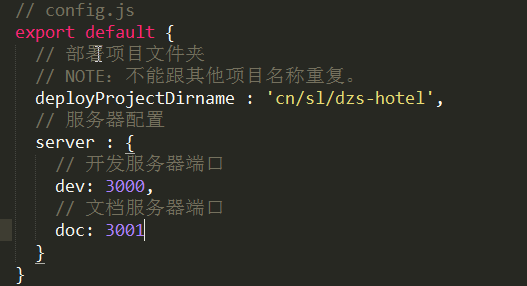 // config.js
export default {
// 部署项目文件夹
// NOTE: 不能跟其他项目名称重复。
deployProjectDirname : 'cn/sl/dzs-hotel',
// 服务器配置
server : {
// 开发服务器端口
dev: 3000,
// 文档服务器端口
doc: 3001
}
}